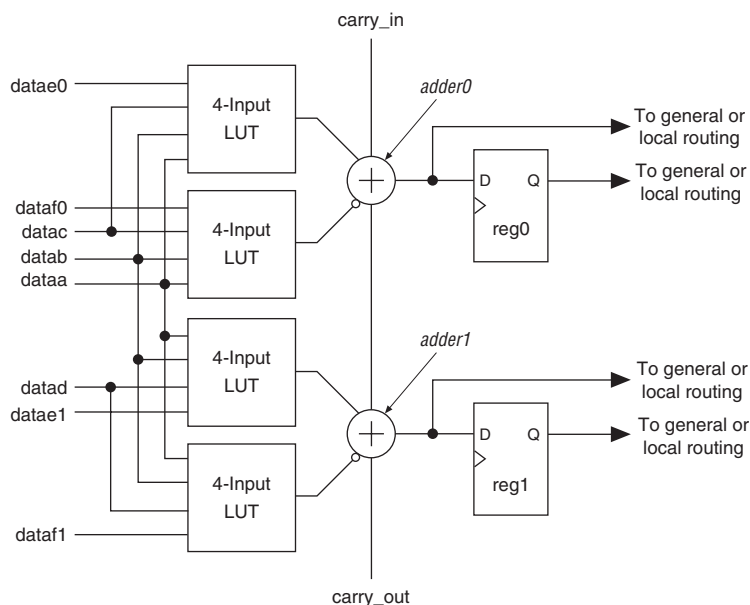 carry_in
datae0
4-Input
LUT
adder0
To general or
local routing
D Q
reg0
To general or
local routing
dataf0
datac
datab
dataa
4-Input
LUT
4-Input
LUT
adder1
To general or
local routing
datad
datae1
D Q
reg1
To general or
local routing
4-Input
LUT
dataf1
carry_out